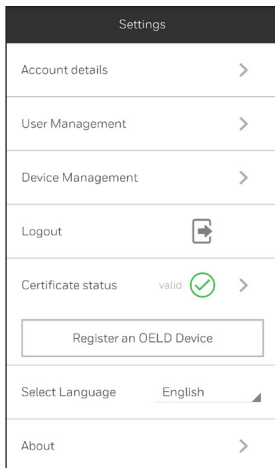 Settings
Account details
User Management
Device Management
Logout
Certificate status valid
Register an OELD Device
Select Language English
About